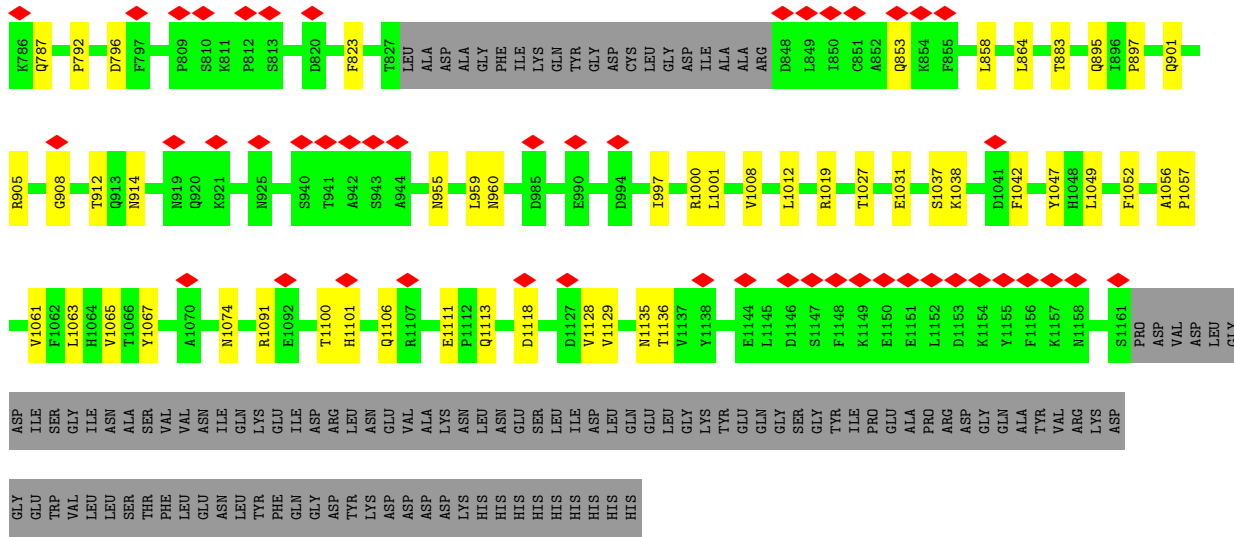 K786 Q787 P792 D796 F797 P809 S810 K811 P812 S813 D820 F823 T827 LEU ALA ASP ALA GLY PHE ILE LYS GLN TYR GLY ASP CYS LEU GLY ASP ILE ALA ALA ARG D848 L849 I850 C851 A852 Q853 K854 F855 L858 L864 T883 Q895 I896 P897 Q901
R905 G908 T912 Q913 N914 N919 Q920 K921 N925 S940 T941 A942 S943 A944 N955 L959 N960 D985 E990 D994 I997 R1000 L1001 V1008 L1012 R1019 T1027 E1031 S1037 K1038 D1041 F1042 Y1047 H1048 L1049 F1052 A1056 P1057
V1061 F1062 L1063 H1064 V1065 T1066 Y1067 A1070 N1074 R1091 E1092 T1100 H1101 Q1106 R1107 E1111 P1112 Q1113 D1118 D1127 V1128 V1129 N1135 T1136 V1137 Y1138 E1144 L1145 D1146 S1147 F1148 K1149 E1150 E1151 L1152 D1153 K1154 Y1155 F1156 K1157 N1158 S1161 PRO ASP VAL ASP LEU GLY
ASP ILE SER GLY ILE ASN ALA SER VAL VAL ASN ILE GLN LYS GLU ILE ASP ARG LEU ASN GLU VAL ALA LYS ASN LEU ASN GLU SER LEU ILE ASP LEU GLN GLU LEU GLY LYS TYR GLU GLN GLY SER GLY TYR ILE PRO GLU ALA PRO ARG ASP GLY GLN ALA TYR VAL ARG LYS ASP
GLY GLU TRP VAL LEU LEU SER THR PHE LEU GLU ASN LEU TYR PHE GLN GLY ASP TYR LYS ASP ASP ASP ASP LYS HIS HIS HIS HIS HIS HIS HIS HIS